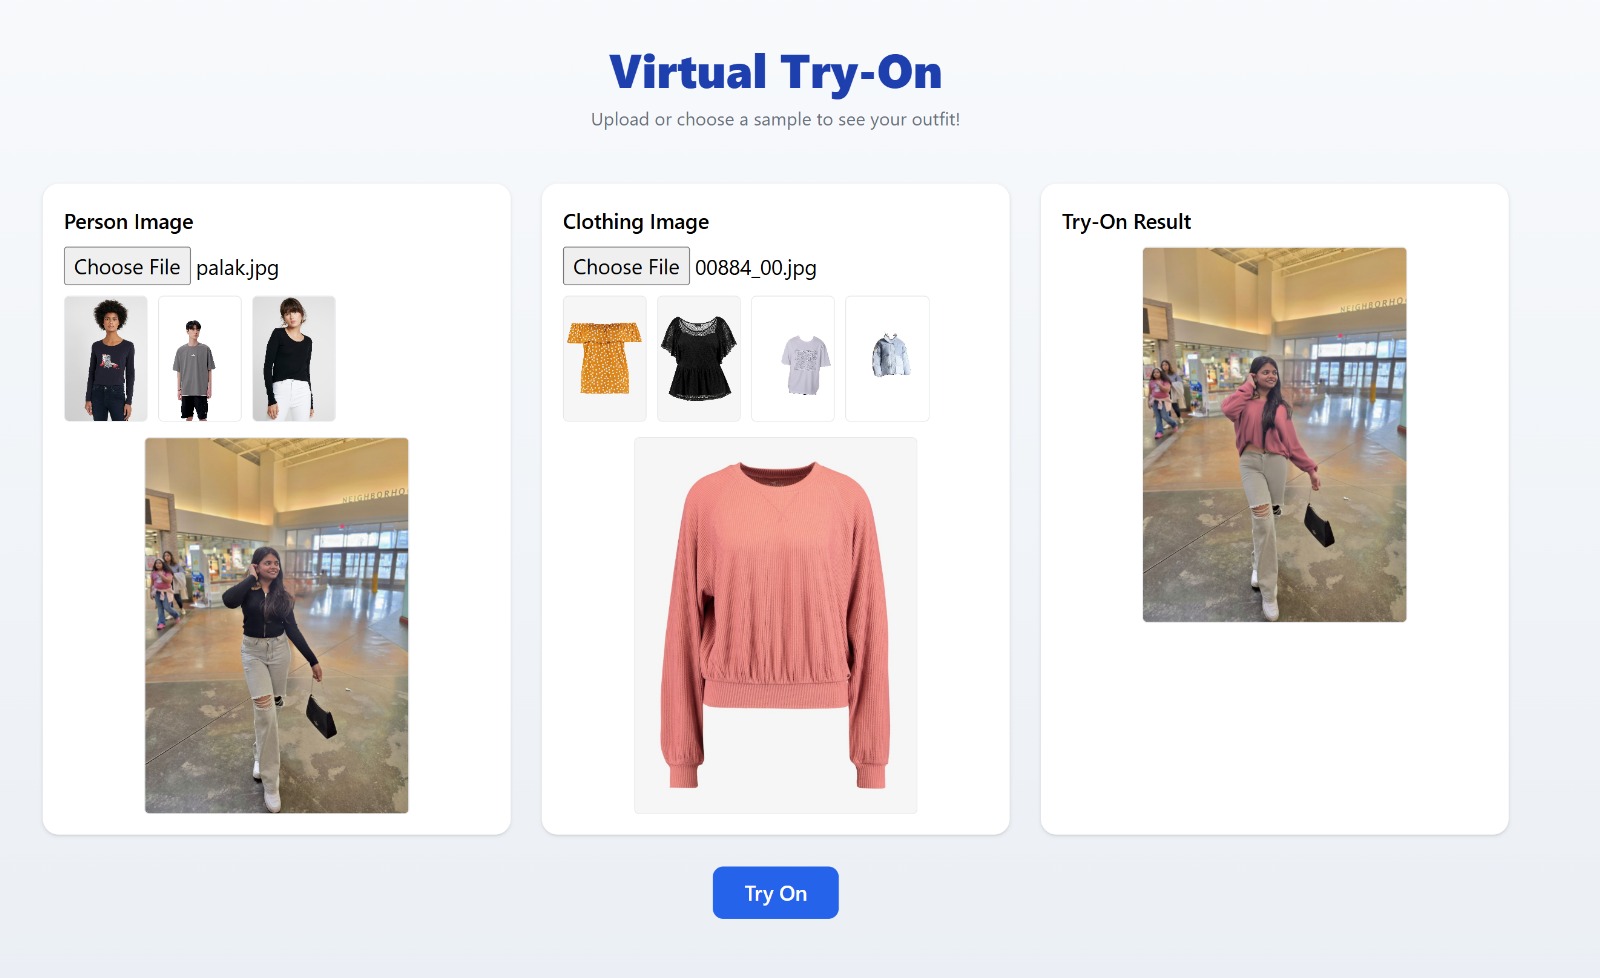 Virtual Try-On
Upload or choose a sample to see your outfit!
Person Image
Choose File palak.jpg
NEIGHBORHO
Clothing Image
Choose File 00884_00.jpg
Try-On Result
NEIGHBORHO
Try On